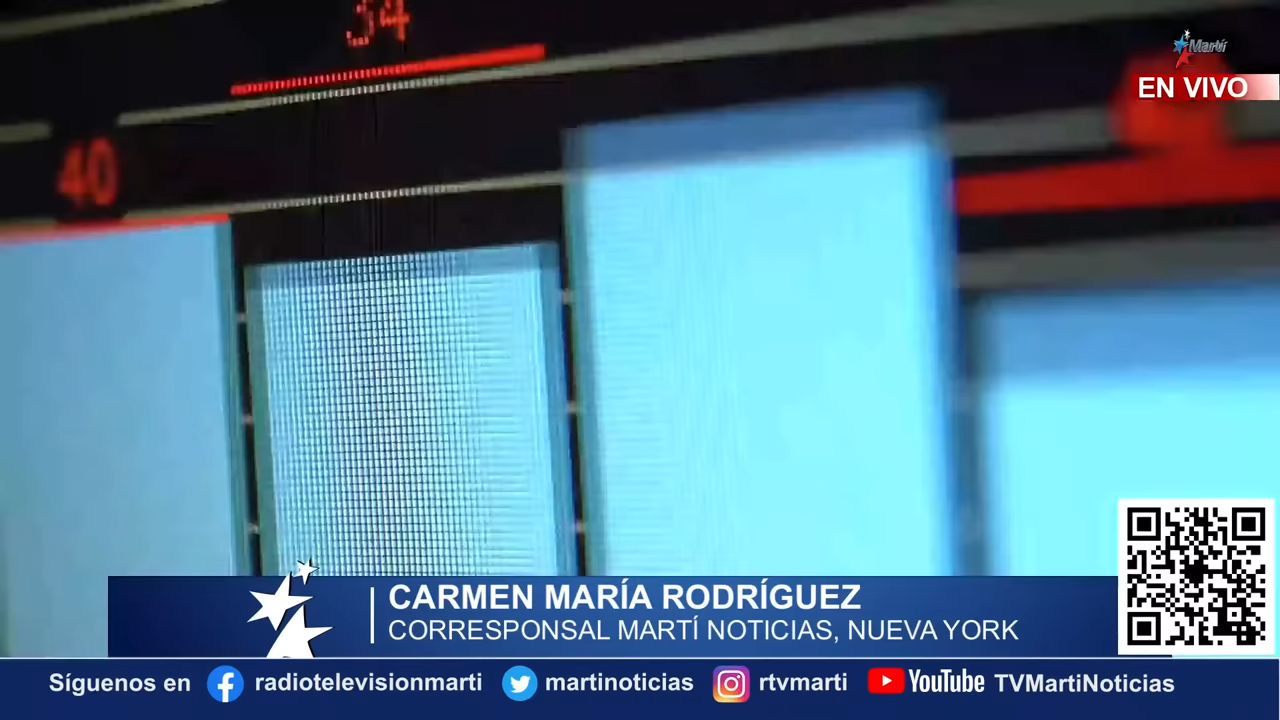 54
Martí
EN VIVO
40
CARMEN MARÍA RODRÍGUEZ
CORRESPONSAL MARTÍ NOTICIAS, NUEVA YORK
Síguenos en radiotelevisionmarti martinoticias rtvmarti YouTube TVMartiNoticias